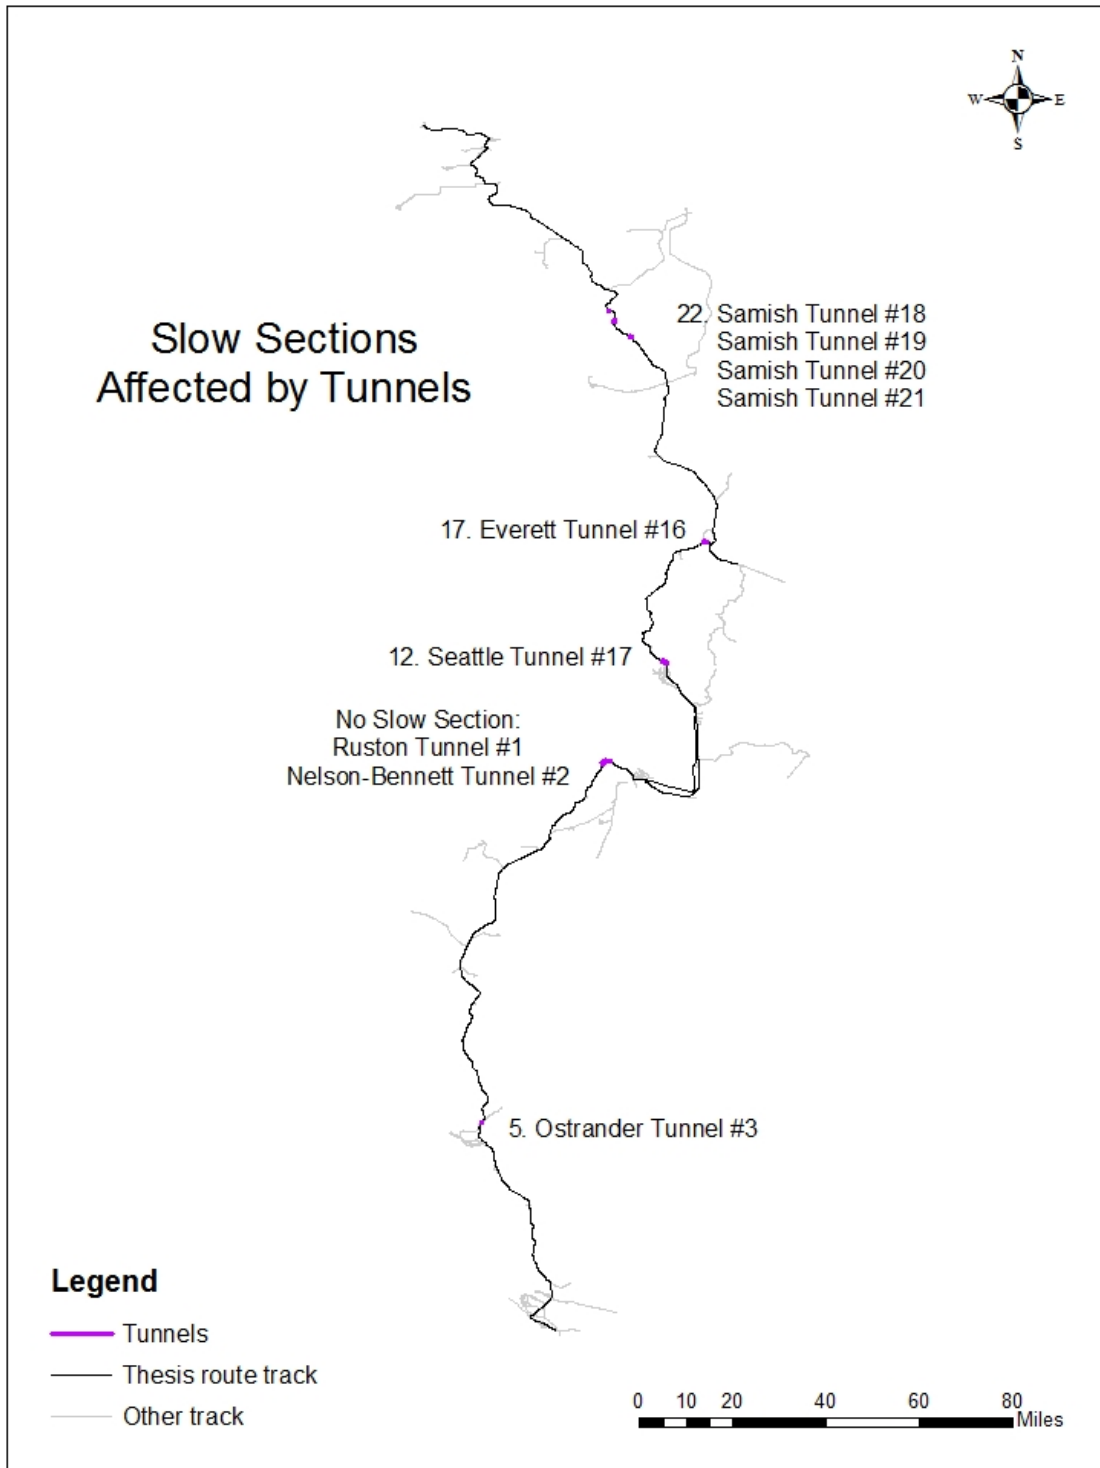 N
W E
S
Slow Sections
Affected by Tunnels
22. Samish Tunnel #18
Samish Tunnel #19
Samish Tunnel #20
Samish Tunnel #21
17. Everett Tunnel #16
12. Seattle Tunnel #17
No Slow Section:
Ruston Tunnel #1
Nelson-Bennett Tunnel #2
5. Ostrander Tunnel #3
Legend
Tunnels
Thesis route track
Other track
0 10 20 40 60 80
Miles